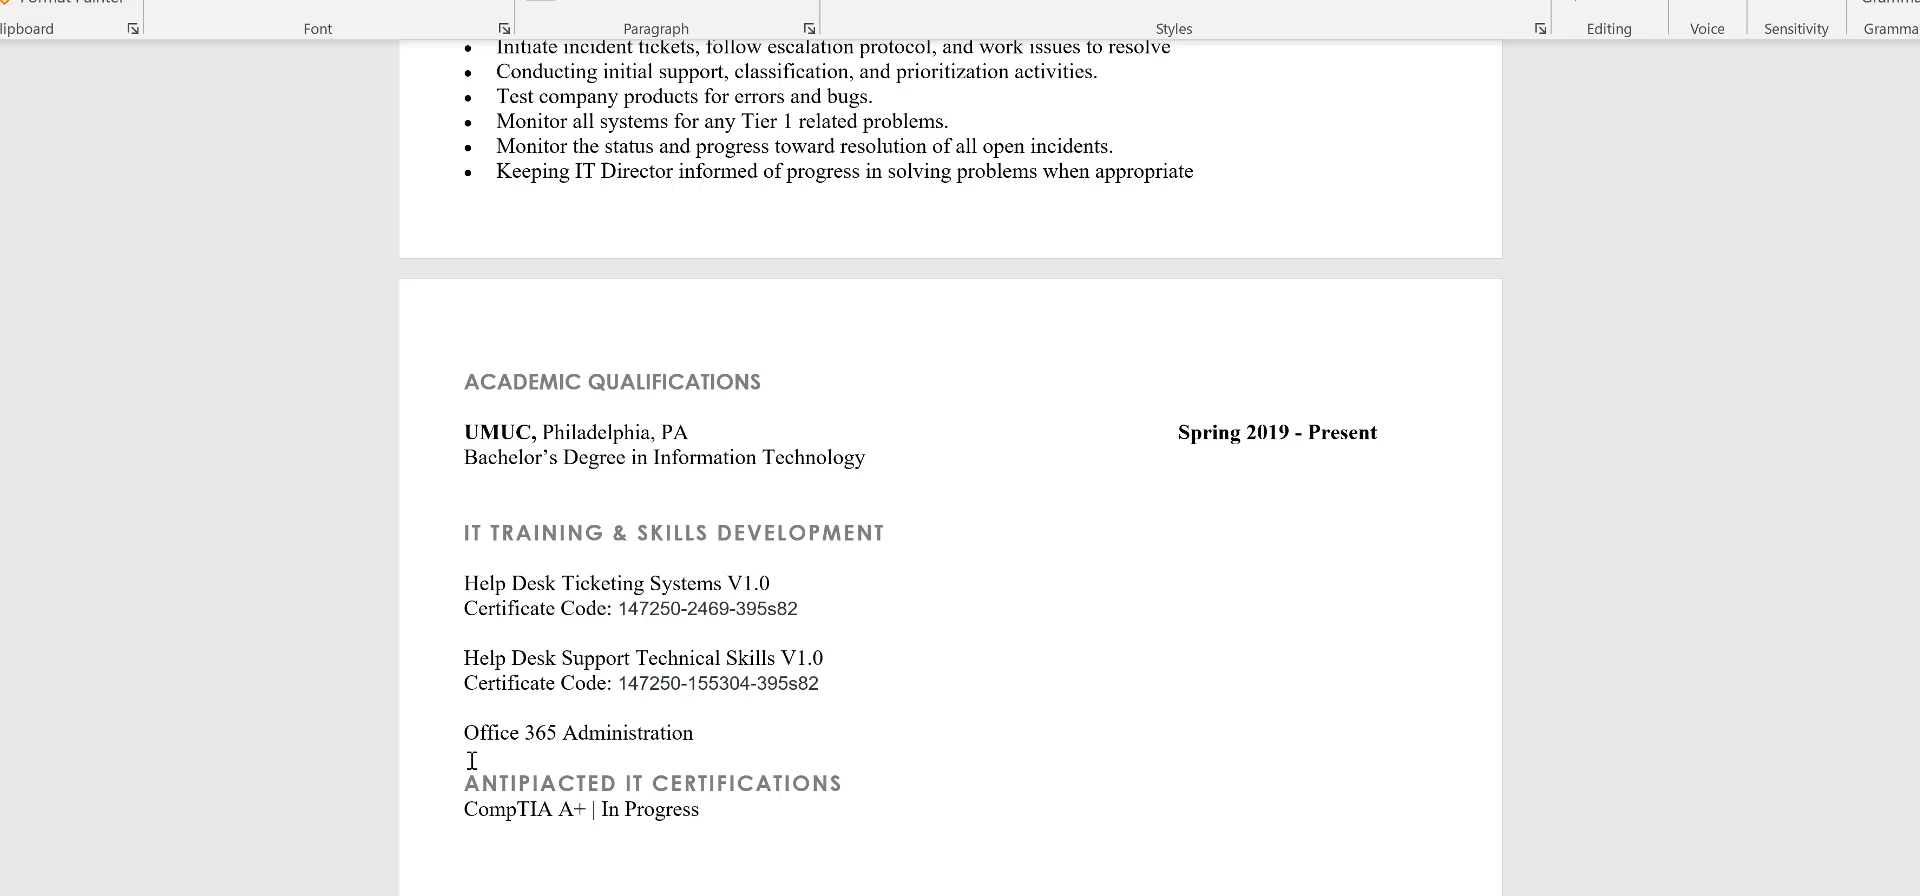 Format Painter
lipboard
Font
Paragraph
Styles
Editing
Voice
Sensitivity
Gramma
Gramma
• Initiate incident tickets, follow escalation protocol, and work issues to resolve
• Conducting initial support, classification, and prioritization activities.
• Test company products for errors and bugs.
• Monitor all systems for any Tier 1 related problems.
• Monitor the status and progress toward resolution of all open incidents.
• Keeping IT Director informed of progress in solving problems when appropriate
ACADEMIC QUALIFICATIONS
UMUC, Philadelphia, PA Spring 2019 - Present
Bachelor’s Degree in Information Technology
IT TRAINING & SKILLS DEVELOPMENT
Help Desk Ticketing Systems V1.0
Certificate Code: 147250-2469-395s82
Help Desk Support Technical Skills V1.0
Certificate Code: 147250-155304-395s82
Office 365 Administration
ANTIPIACTED IT CERTIFICATIONS
CompTIA A+ | In Progress